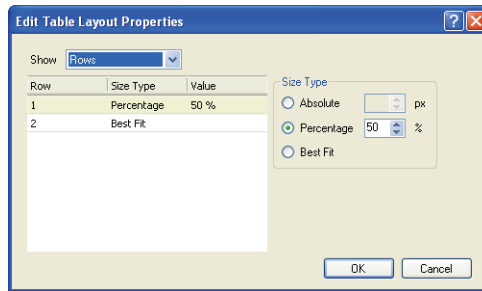 Edit Table Layout Properties
Show Rows
Row Size Type Value
1 Percentage 50 %
2 Best Fit
Size Type
Absolute px
Percentage 50 %
Best Fit
OK Cancel